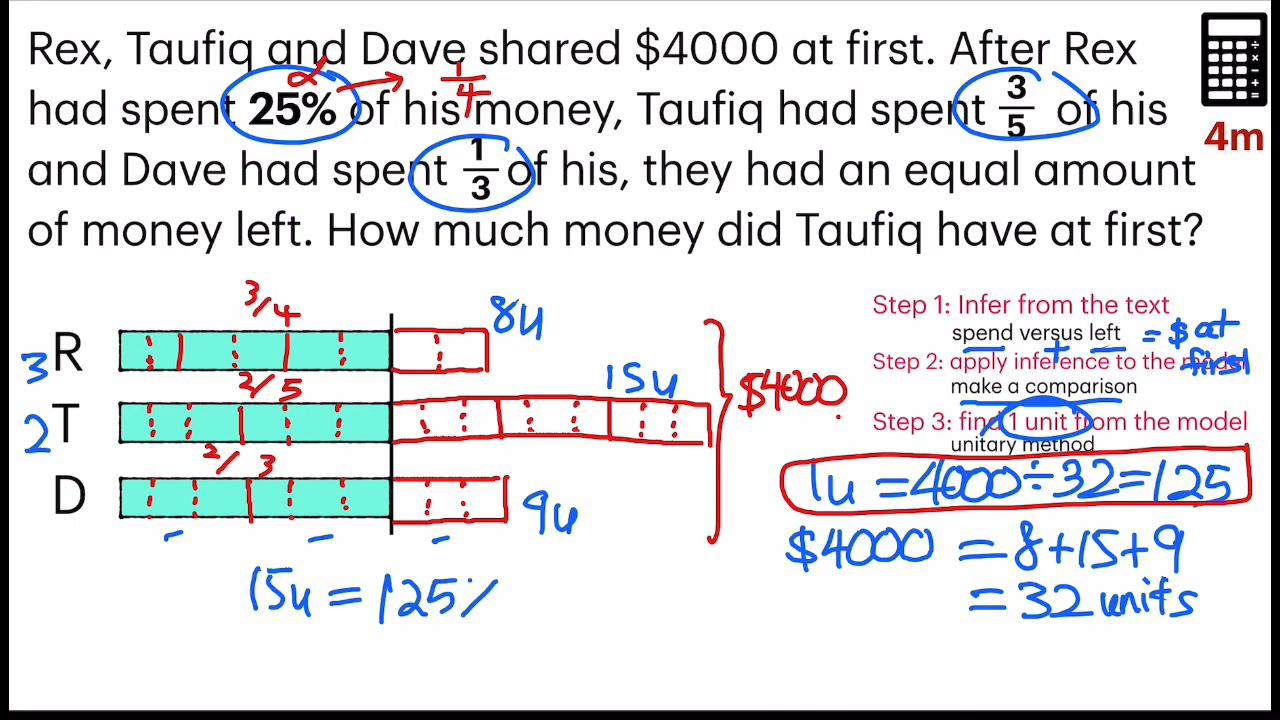 Rex, Taufiq and Dave shared $4000 at first. After Rex
had spent 25% of his money, Taufiq had spent 3/5 of his
and Dave had spent 1/3 of his, they had an equal amount
of money left. How much money did Taufiq have at first?
4m
1/4
3/4
3 R
8u
2/5
2 T
15u
2/3
D
9u
$4000
15u = 125%
Step 1: Infer from the text
spend versus left = $ at first
+
Step 2: apply inference to the model
make a comparison
Step 3: find 1 unit from the model
unitary method
1u = 4000 ÷ 32 = 125
$4000 = 8+15+9
= 32 units